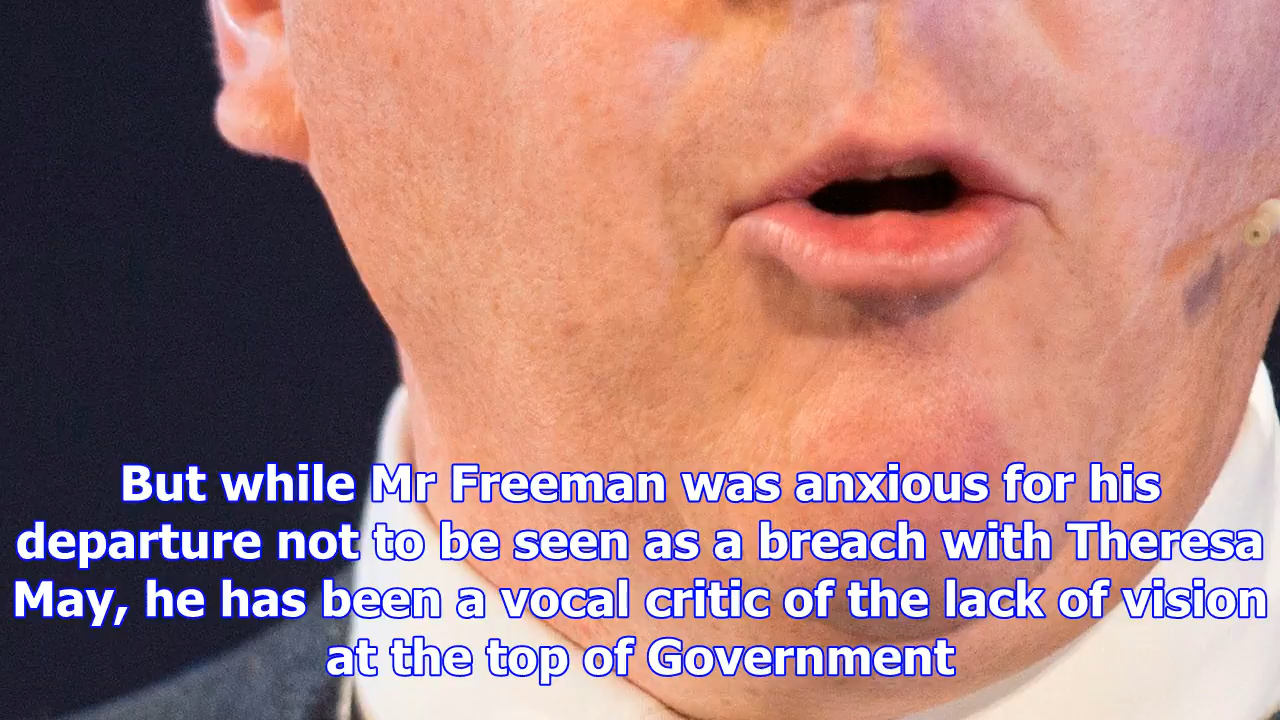 But while Mr Freeman was anxious for his
departure not to be seen as a breach with Theresa
May, he has been a vocal critic of the lack of vision
at the top of Government